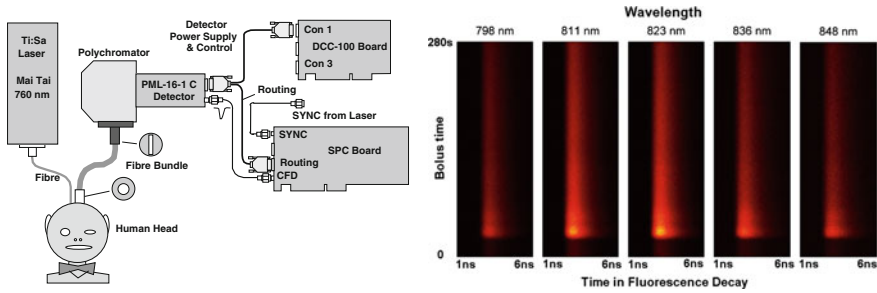 Ti:Sa
Laser
Mai Tai
760 nm
Polychromator
PML-16-1 C
Detector
Detector
Power Supply
& Control
Con 1
DCC-100 Board
Con 3
Routing
SYNC from Laser
SYNC
SPC Board
Routing
CFD
Fibre
Fibre Bundle
Human Head
Wavelength
798 nm 811 nm 823 nm 836 nm 848 nm
280s
Bolus time
0
1ns 6ns 1ns 6ns 1ns 6ns 1ns 6ns 1ns 6ns
Time in Fluorescence Decay